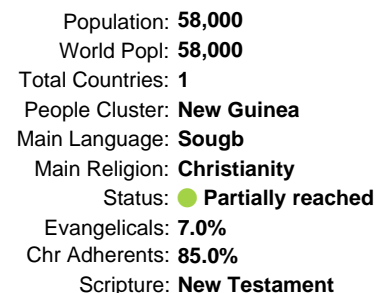 Population: 58,000
World Popl: 58,000
Total Countries: 1
People Cluster: New Guinea
Main Language: Sougb
Main Religion: Christianity
Status: Partially reached
Evangelicals: 7.0%
Chr Adherents: 85.0%
Scripture: New Testament